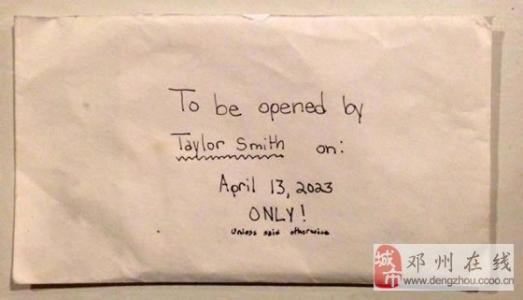 To be opened by
Taylor Smith on:
April 13, 2023
ONLY!
Unless said otherwise
城市 邓州在线
www.dengzhou.ccoo.cn